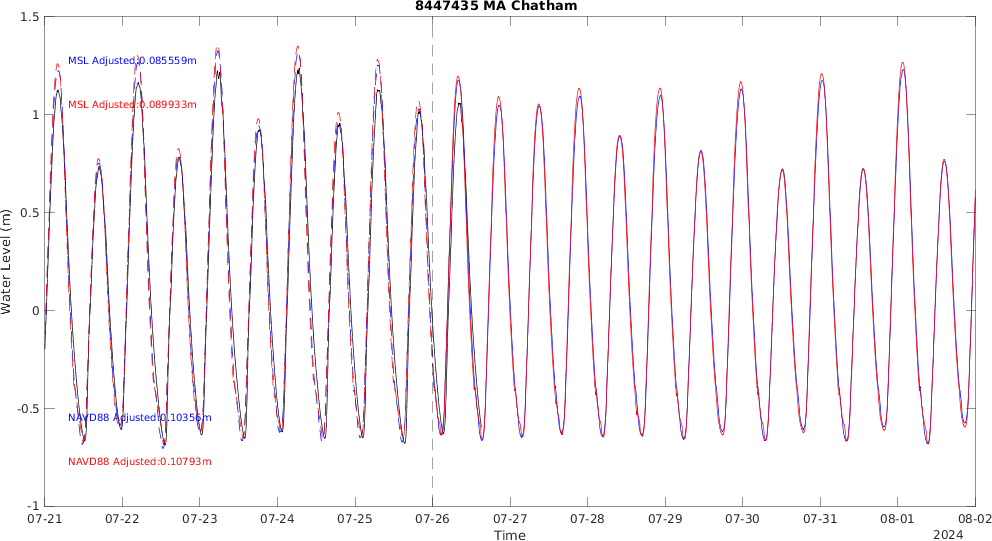 8447435 MA Chatham
1.5
MSL Adjusted:0.085559m
MSL Adjusted:0.089933m
1
0.5
Water Level (m)
0
-0.5
NAVD88 Adjusted:0.10356m
NAVD88 Adjusted:0.10793m
-1
07-21 07-22 07-23 07-24 07-25 07-26 07-27 07-28 07-29 07-30 07-31 08-01 08-02
Time
2024